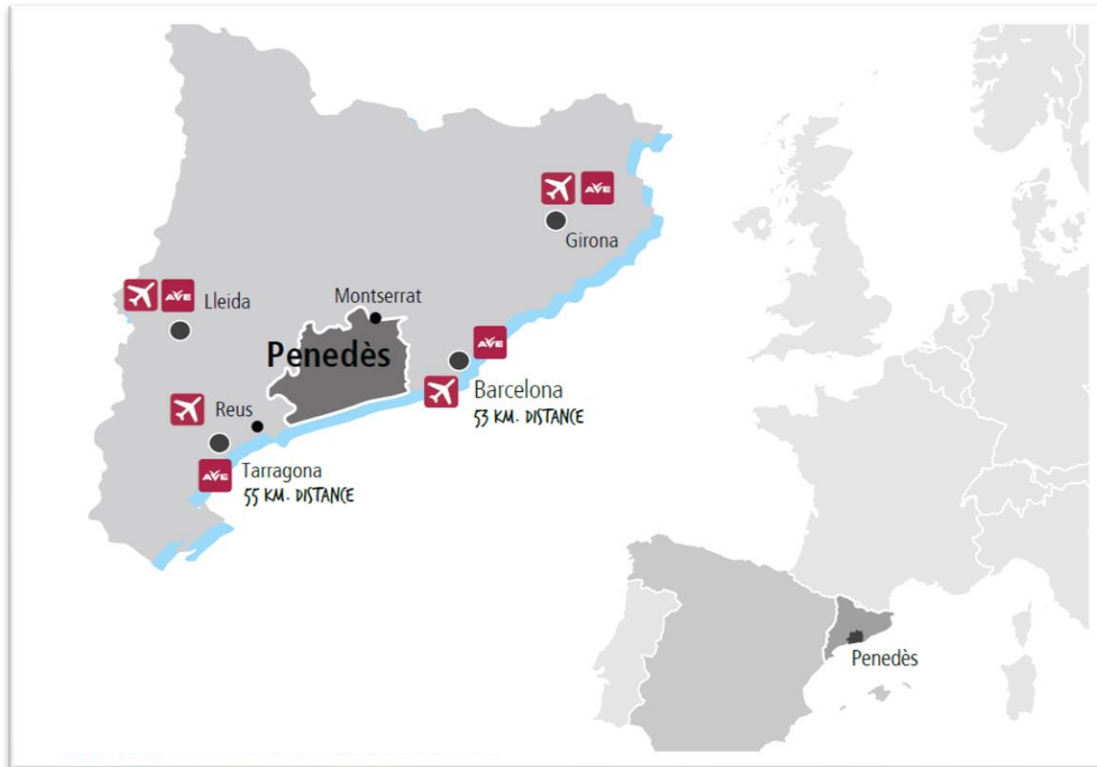 AVE
Girona
AVE
Lleida
Montserrat
Penedès
AVE
Barcelona
53 KM. DISTANCE
Reus
AVE
Tarragona
55 KM. DISTANCE
Penedès